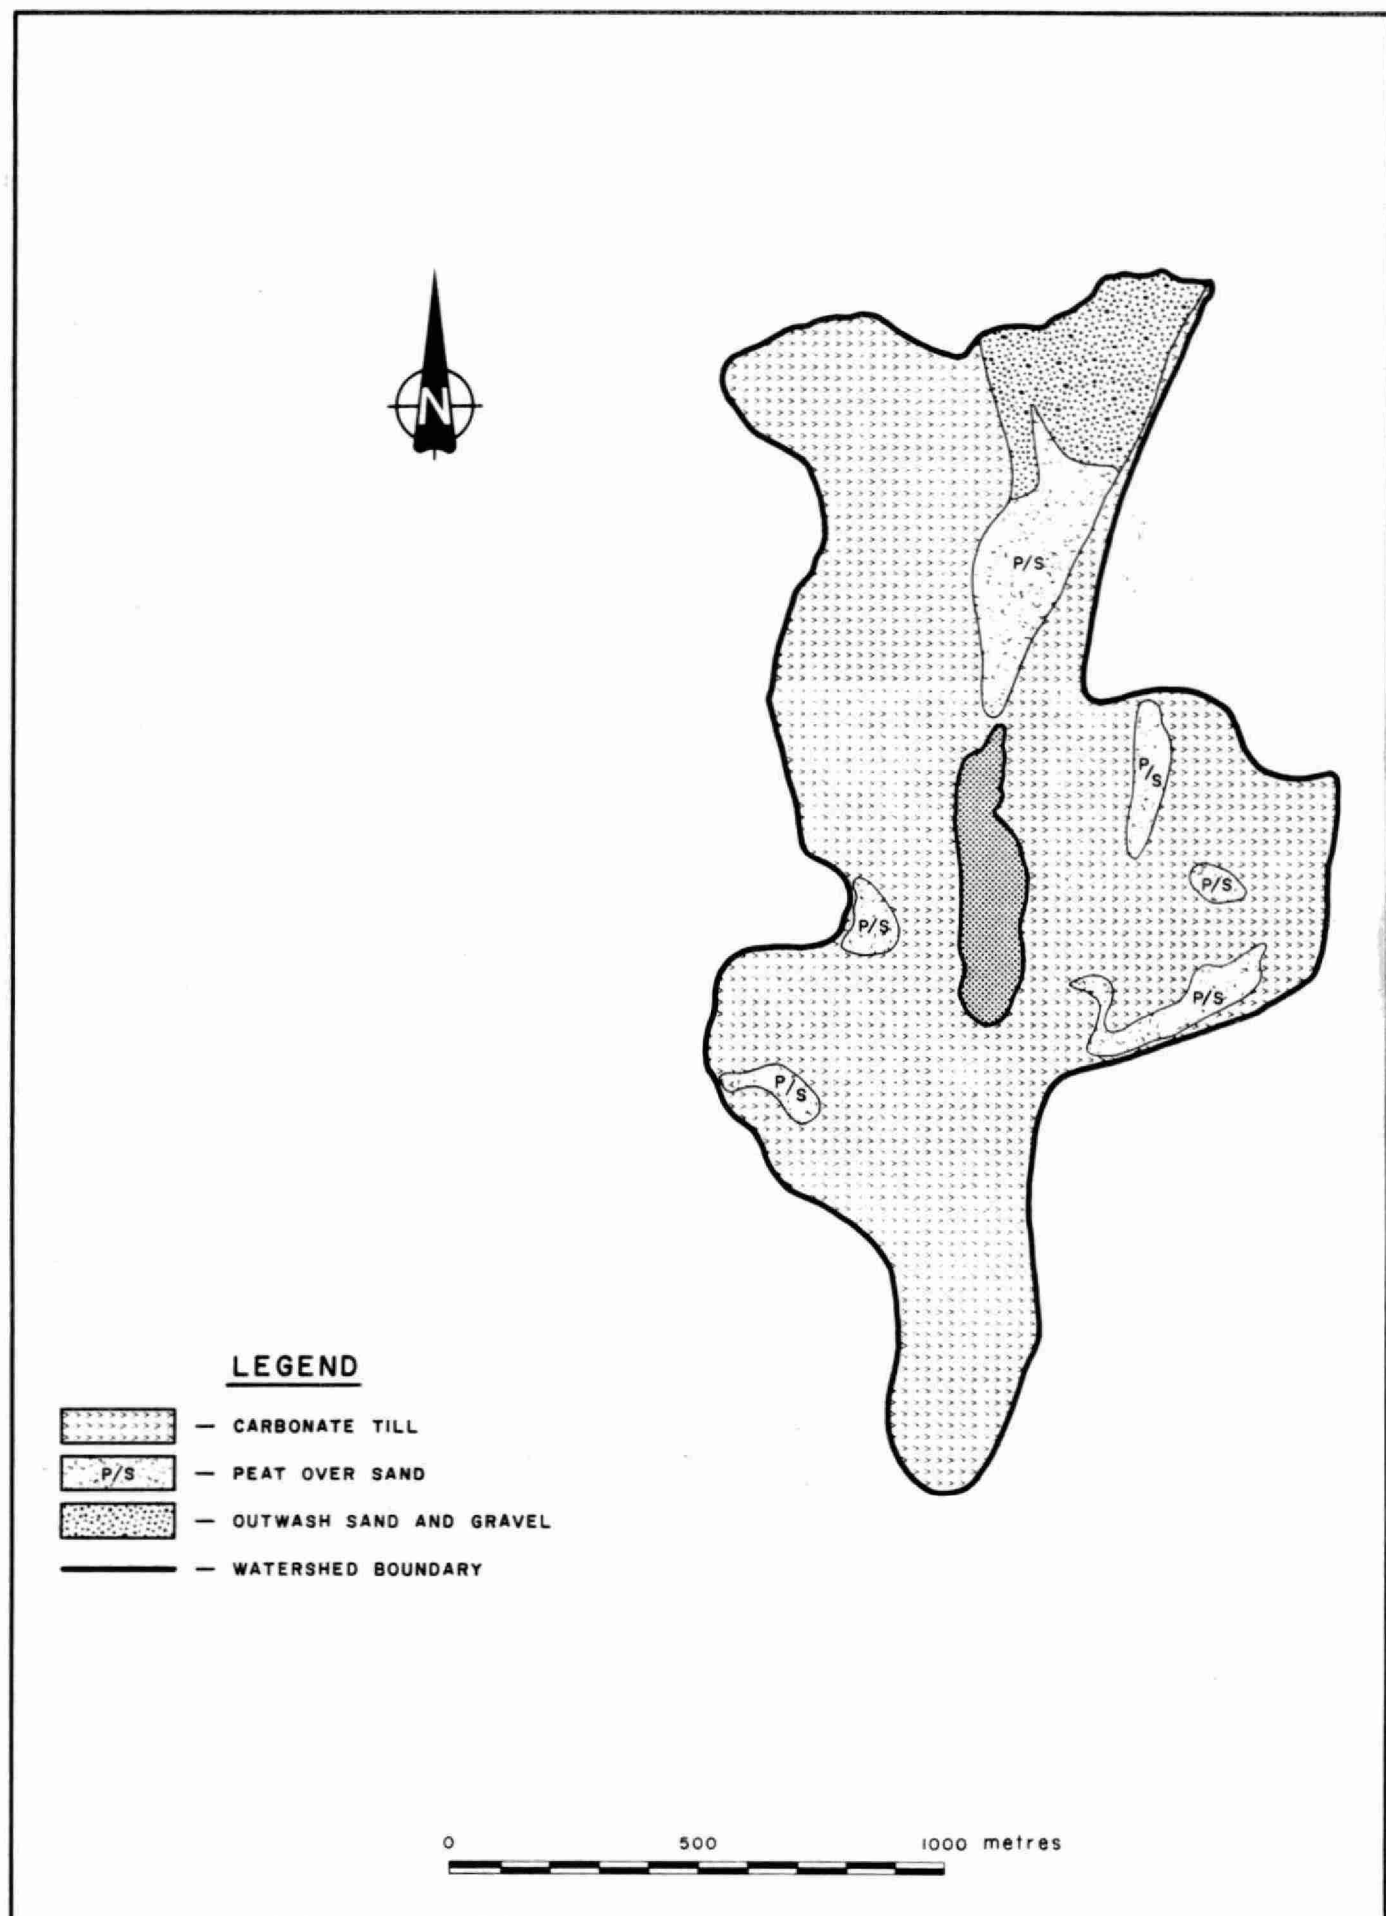 N
P/S
P/S
P/S
P/S
P/S
P/S
LEGEND
— CARBONATE TILL
P/S — PEAT OVER SAND
— OUTWASH SAND AND GRAVEL
— WATERSHED BOUNDARY
0 500 1000 metres